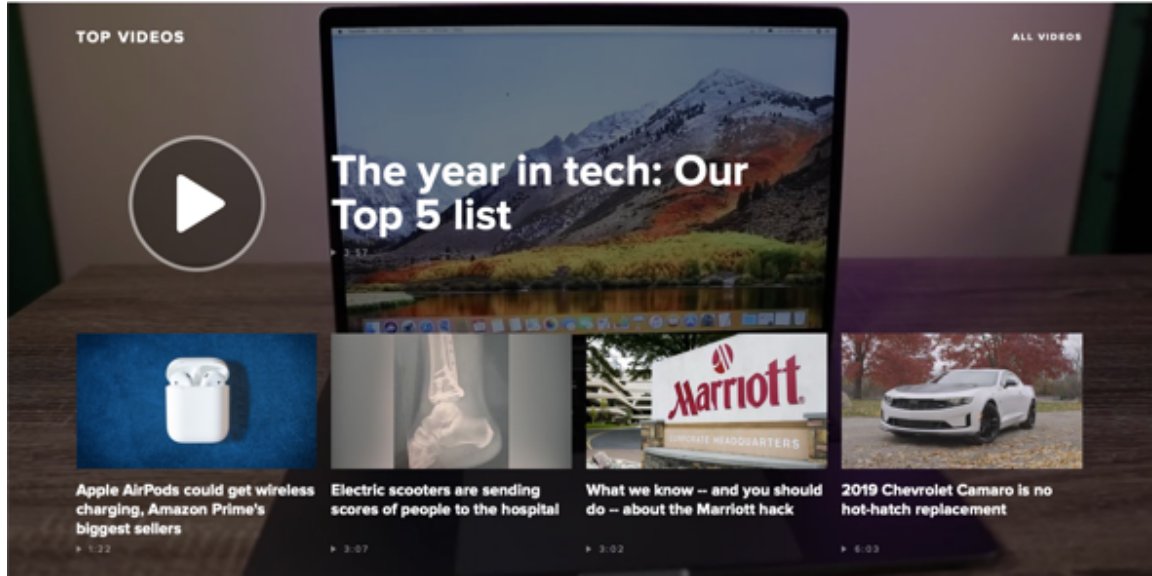 TOP VIDEOS
ALL VIDEOS
The year in tech: Our
Top 5 list
3:57
Marriott
CORPORATE HEADQUARTERS
Apple AirPods could get wireless
charging, Amazon Prime's
biggest sellers
1:22
Electric scooters are sending
scores of people to the hospital
3:07
What we know -- and you should
do -- about the Marriott hack
3:02
2019 Chevrolet Camaro is no
hot-hatch replacement
6:03